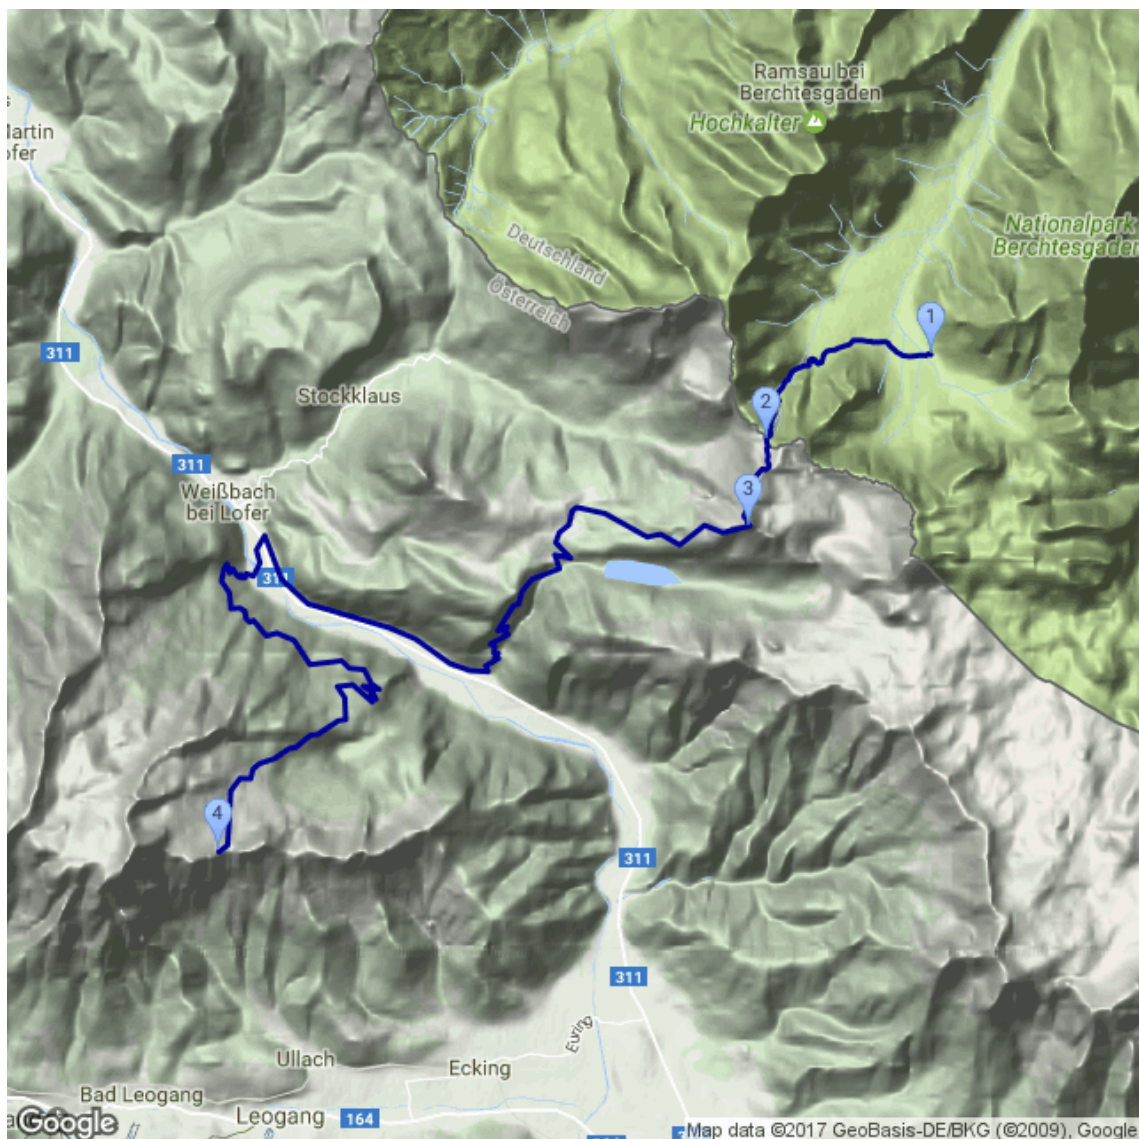 Ramsau bei
Berchtesgaden
Hochkalter
Martin
ofer
Nationalpark
Berchtesgaden
Deutschland
Österreich
1
311
Stockklaus
2
311
Weißbach
bei Lofer
3
311
4
311
311
Euring
Ullach
Ecking
Bad Leogang
Leogang
164
Google
Map data ©2017 GeoBasis-DE/BKG (©2009), Google